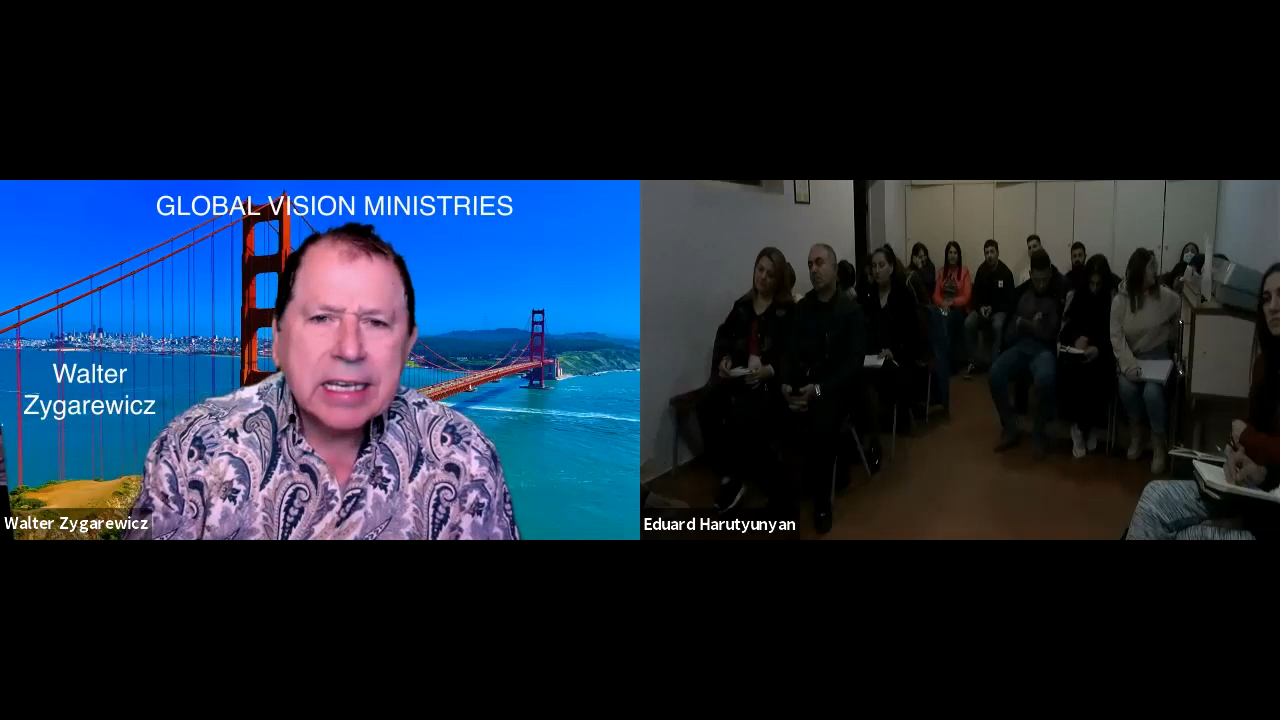 GLOBAL VISION MINISTRIES
Walter
Zygarewicz
Walter Zygarewicz
Eduard Harutyunyan